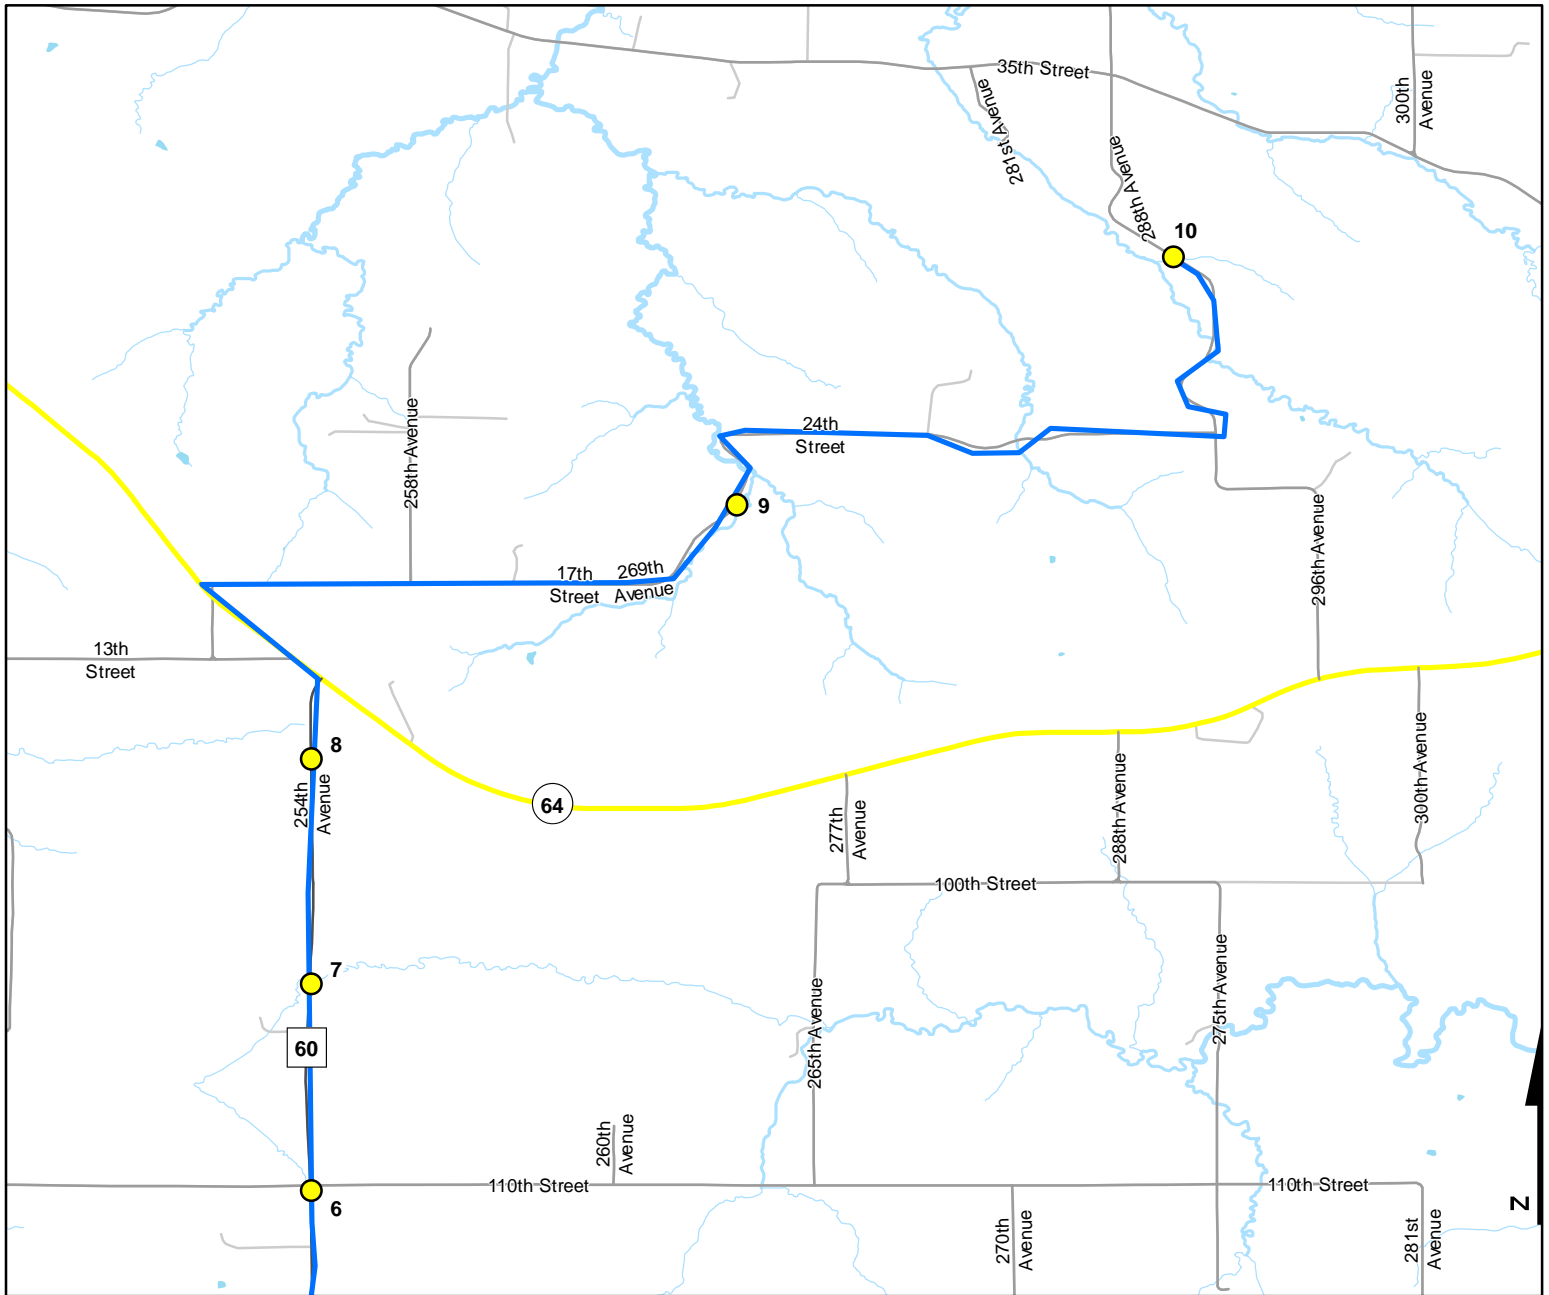 35th Street
300th
Avenue
281st Avenue
288th Avenue
10
258th Avenue
24th
Street
9
296th Avenue
17th
Street
269th
Avenue
13th
Street
8
254th
Avenue
64
277th
Avenue
288th Avenue
300th Avenue
100th Street
7
60
265th Avenue
275th Avenue
260th
Avenue
110th Street
110th Street
6
270th
Avenue
281st
Avenue
N